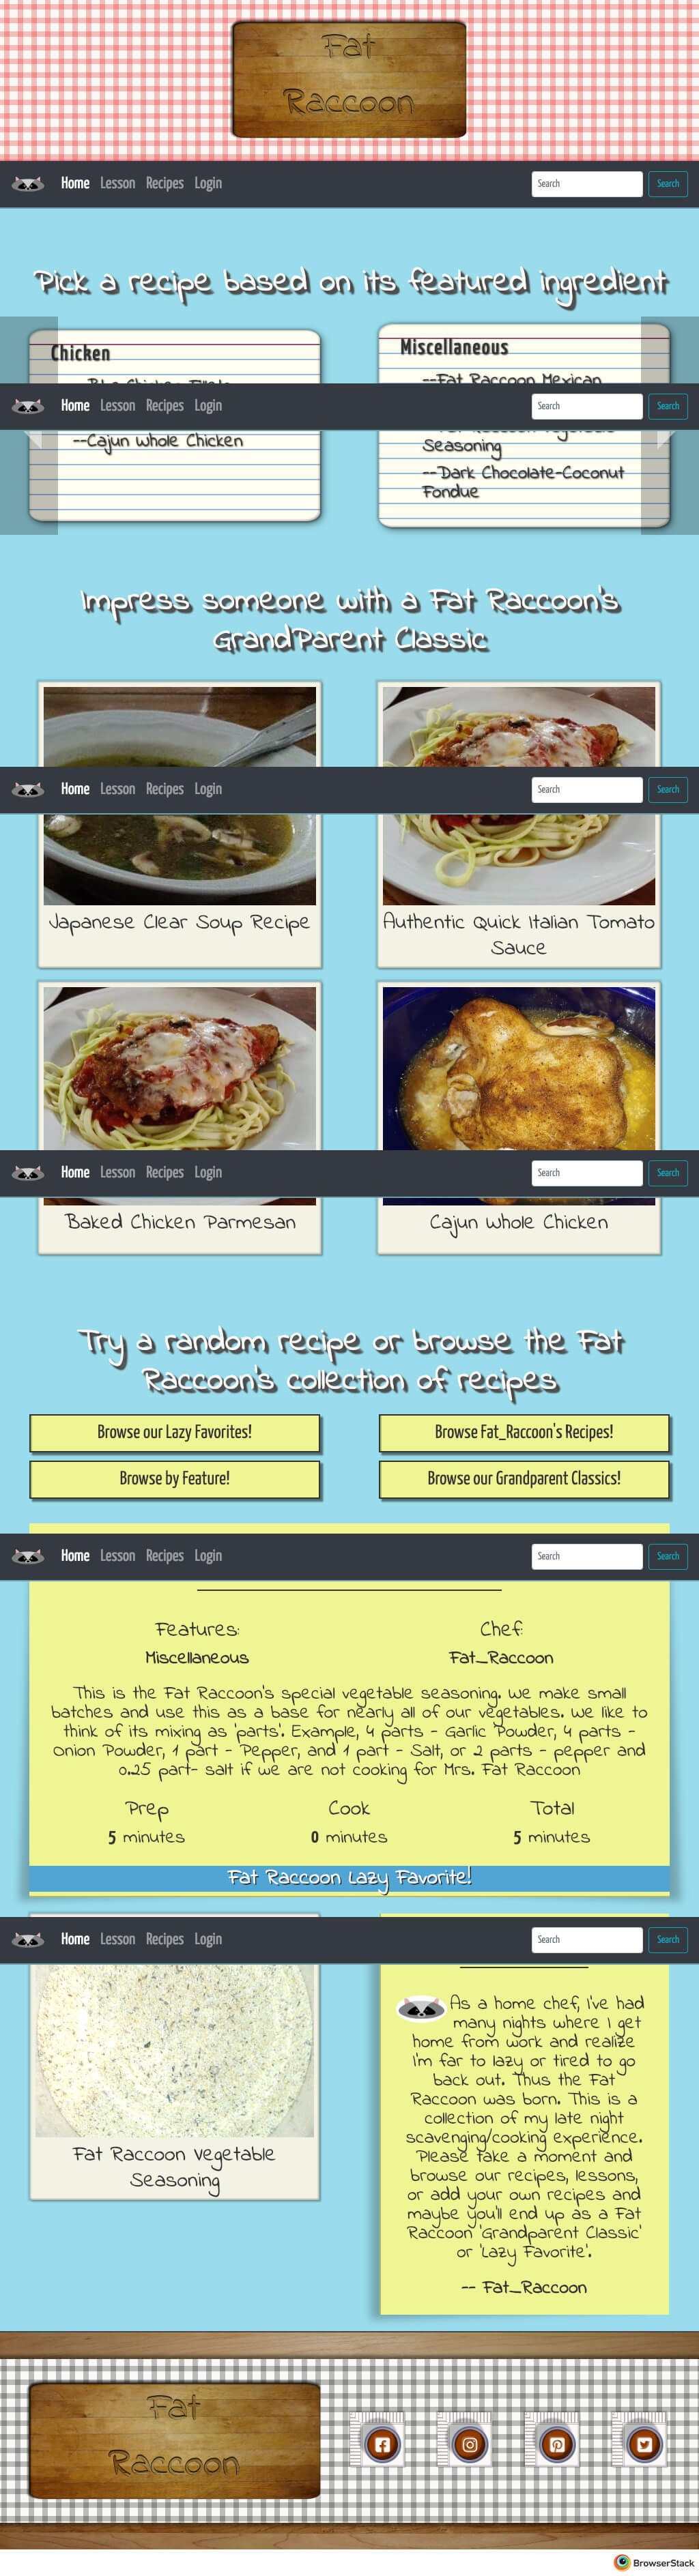 Fat
Raccoon
Home Lesson Recipes Login
Search Search
Pick a recipe based on its featured ingredient
Chicken
Miscellaneous
--Fat Raccoon Mexican
Home Lesson Recipes Login
Search Search
--Cajun Whole Chicken
Seasoning
--Dark Chocolate-Coconut
Fondue
Impress someone with a Fat Raccoon's
GrandParent Classic
Home Lesson Recipes Login
Search Search
Japanese Clear Soup Recipe
Authentic Quick Italian Tomato
Sauce
Home Lesson Recipes Login
Search Search
Baked Chicken Parmesan
Cajun Whole Chicken
Try a random recipe or browse the Fat
Raccoon's collection of recipes
Browse our Lazy Favorites!
Browse Fat_Raccoon's Recipes!
Browse by Feature!
Browse our Grandparent Classics!
Home Lesson Recipes Login
Search Search
Features:
Miscellaneous
Chef:
Fat_Raccoon
This is the Fat Raccoon's special vegetable seasoning. We make small
batches and use this as a base for nearly all of our vegetables. We like to
think of its mixing as 'parts'. Example, 4 parts - Garlic Powder, 4 parts -
Onion Powder, 1 part - Pepper, and 1 part - Salt, or 2 parts - pepper and
0.25 part- salt if we are not cooking for Mrs. Fat Raccoon
Prep
5 minutes
Cook
0 minutes
Total
5 minutes
Fat Raccoon Lazy Favorite!
Home Lesson Recipes Login
Search Search
Fat Raccoon Vegetable
Seasoning
As a home chef, I've had
many nights where I get
home from work and realize
I'm far to lazy or tired to go
back out. Thus the Fat
Raccoon was born. This is a
collection of my late night
scavenging/cooking experience.
Please take a moment and
browse our recipes, lessons,
or add your own recipes and
maybe you'll end up as a Fat
Raccoon 'Grandparent Classic'
or 'Lazy Favorite'.
-- Fat_Raccoon
Fat
Raccoon
BrowserStack